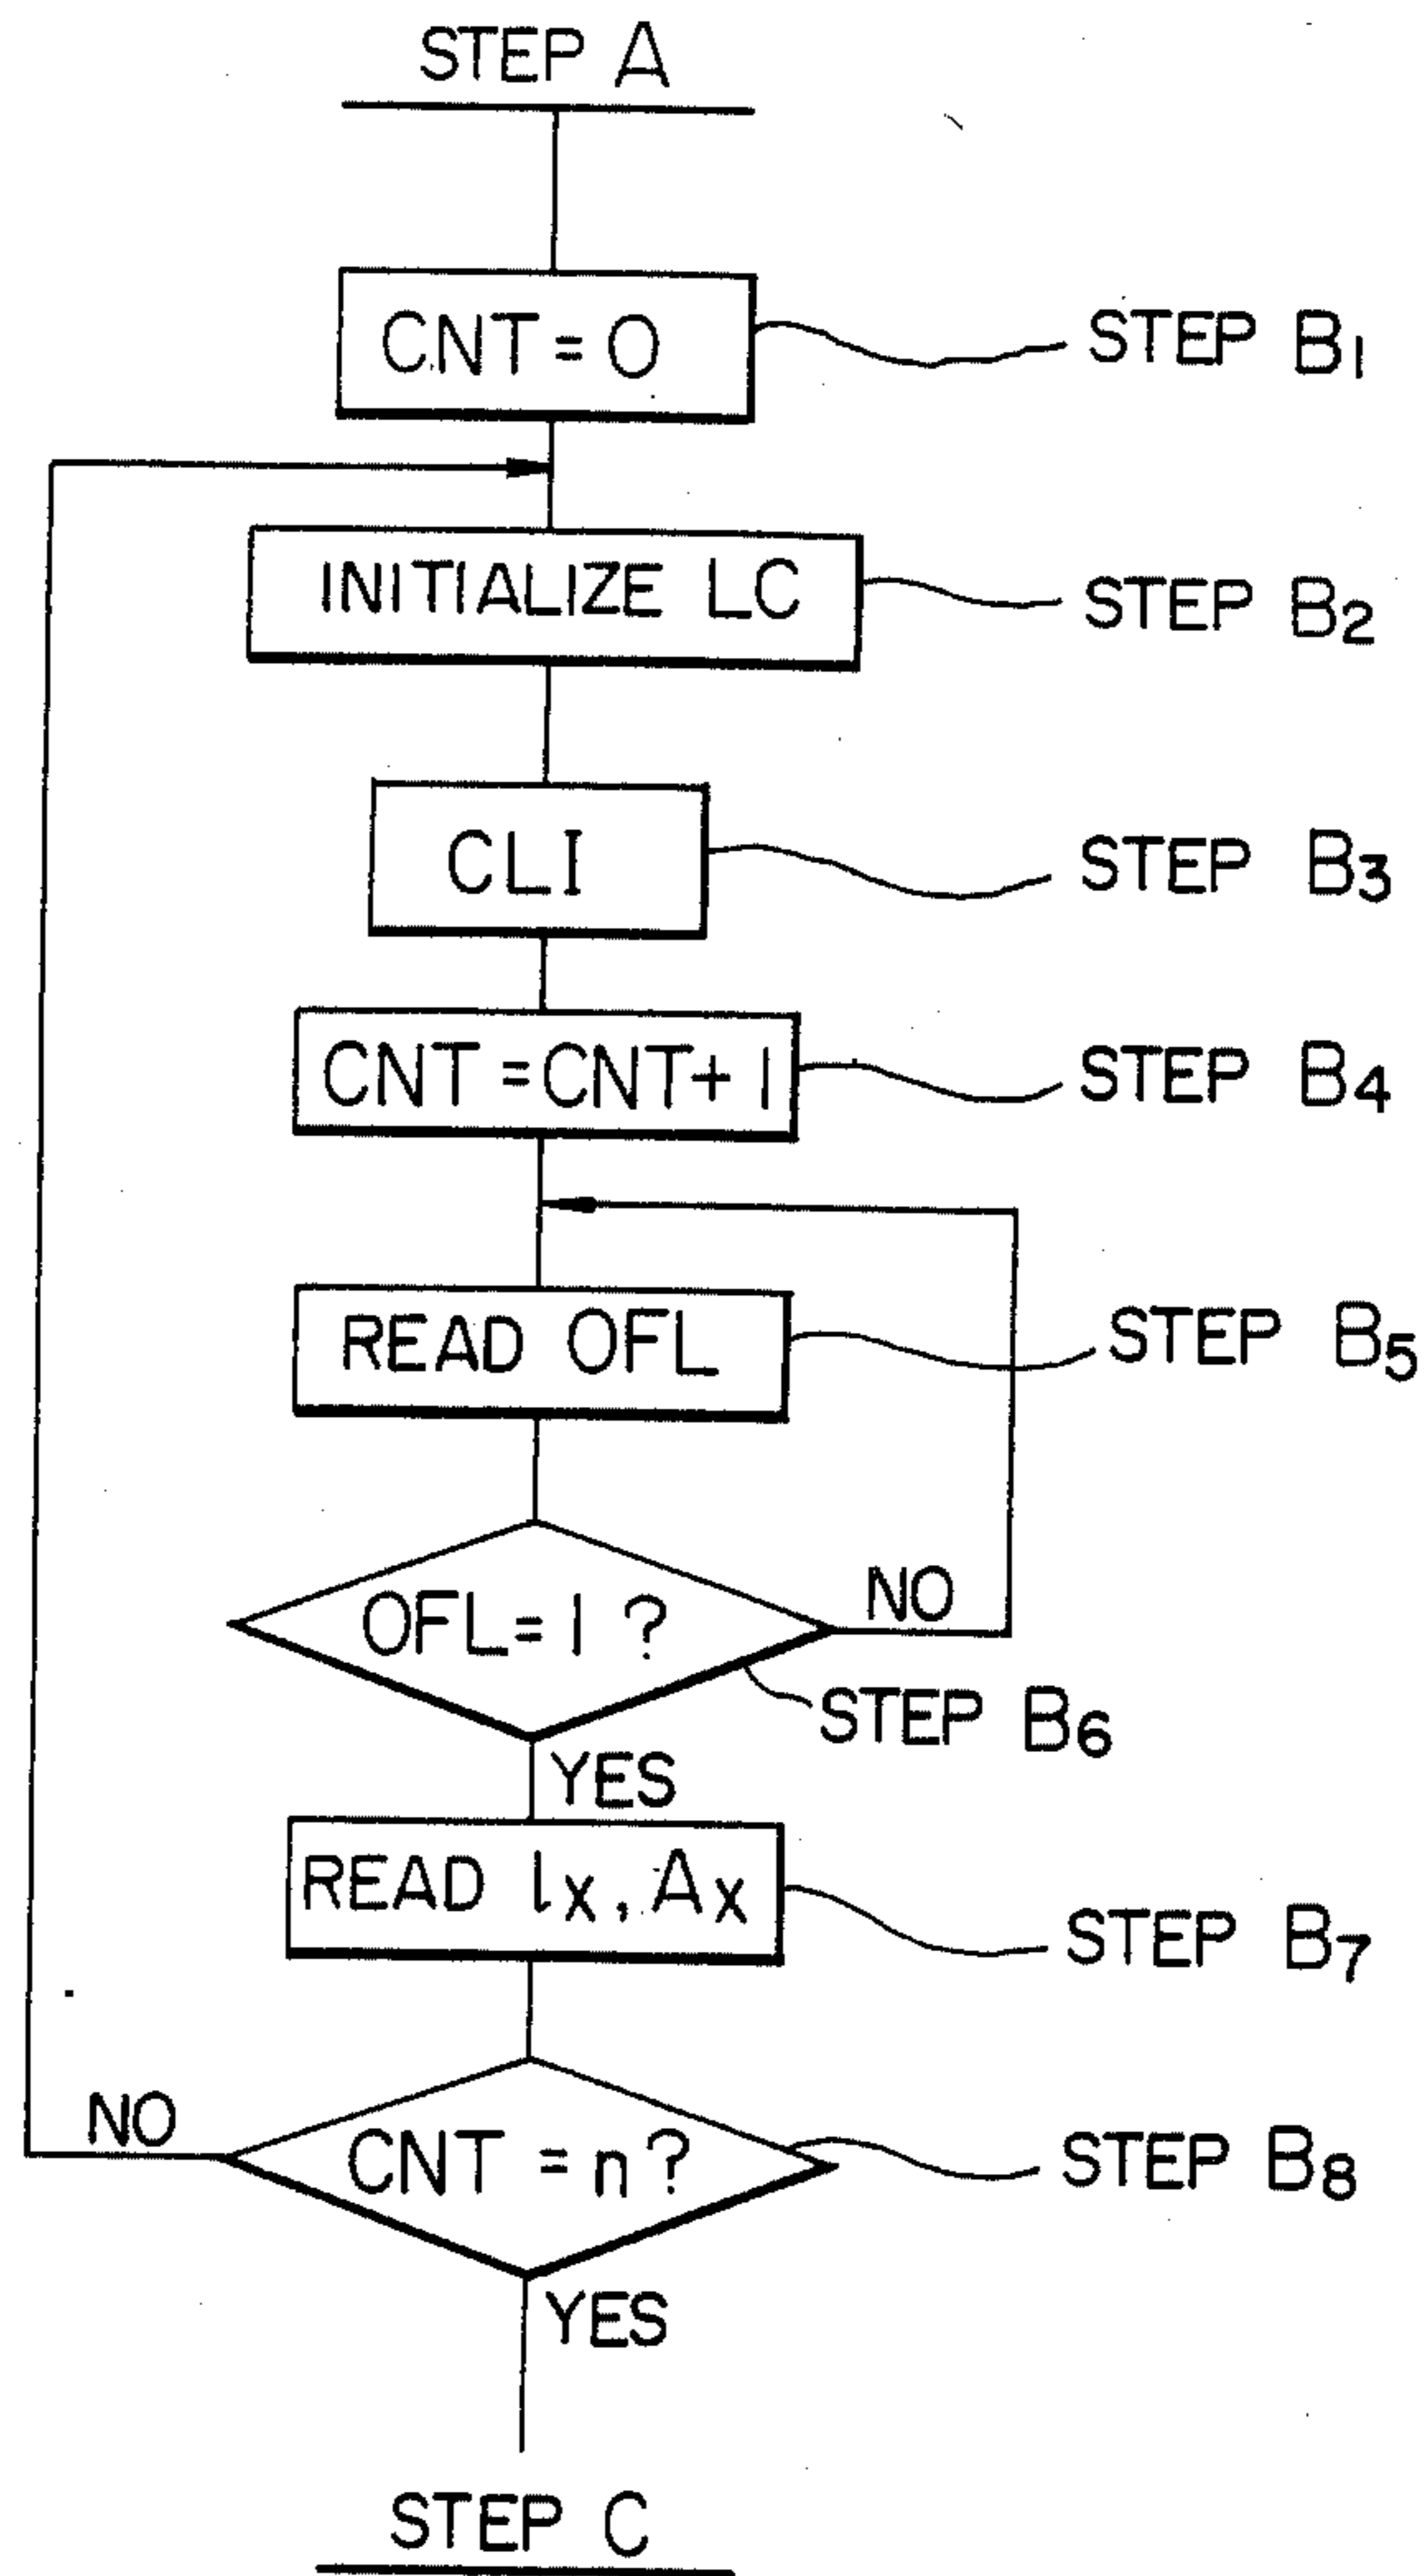 STEP A
CNT = 0
STEP B1
INITIALIZE LC
STEP B2
CLI
STEP B3
CNT = CNT + 1
STEP B4
READ OFL
STEP B5
OFL = 1 ?
NO
STEP B6
YES
READ lx, Ax
STEP B7
NO
CNT = n?
STEP B8
YES
STEP C